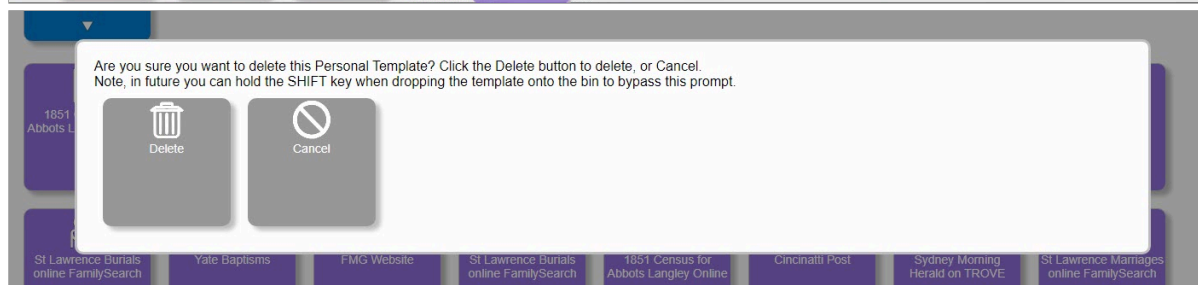 Are you sure you want to delete this Personal Template? Click the Delete button to delete, or Cancel.
Note, in future you can hold the SHIFT key when dropping the template onto the bin to bypass this prompt.
Delete
Cancel
1851
Abbots L
St Lawrence Burials
online FamilySearch
Yate Baptisms
FMG Website
St Lawrence Burials
online FamilySearch
1851 Census for
Abbots Langley Online
Cincinatti Post
Sydney Morning
Herald on TROVE
St Lawrence Marriages
online FamilySearch